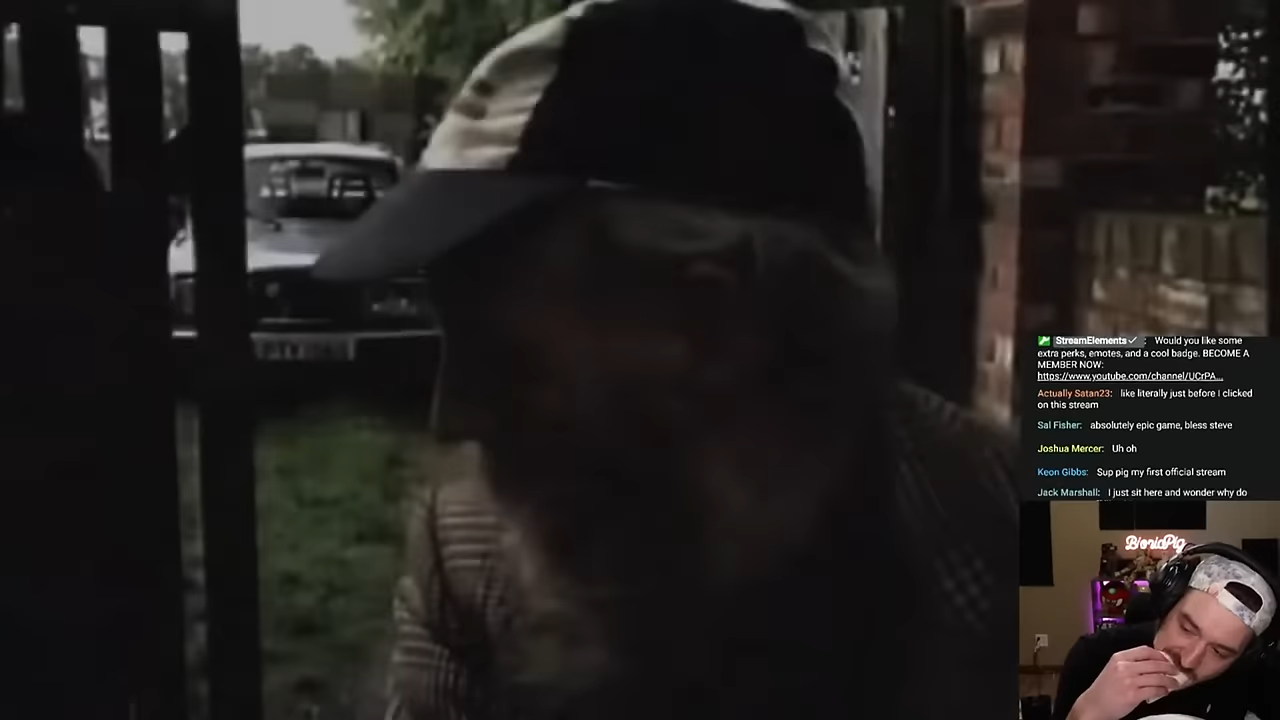 StreamElements : Would you like some
extra perks, emotes, and a cool badge. BECOME A
MEMBER NOW:
https://www.youtube.com/channel/UCrPA...
Actually Satan23: like literally just before I clicked
on this stream
Sal Fisher: absolutely epic game, bless steve
Joshua Mercer: Uh oh
Keon Gibbs: Sup pig my first official stream
Jack Marshall: I just sit here and wonder why do